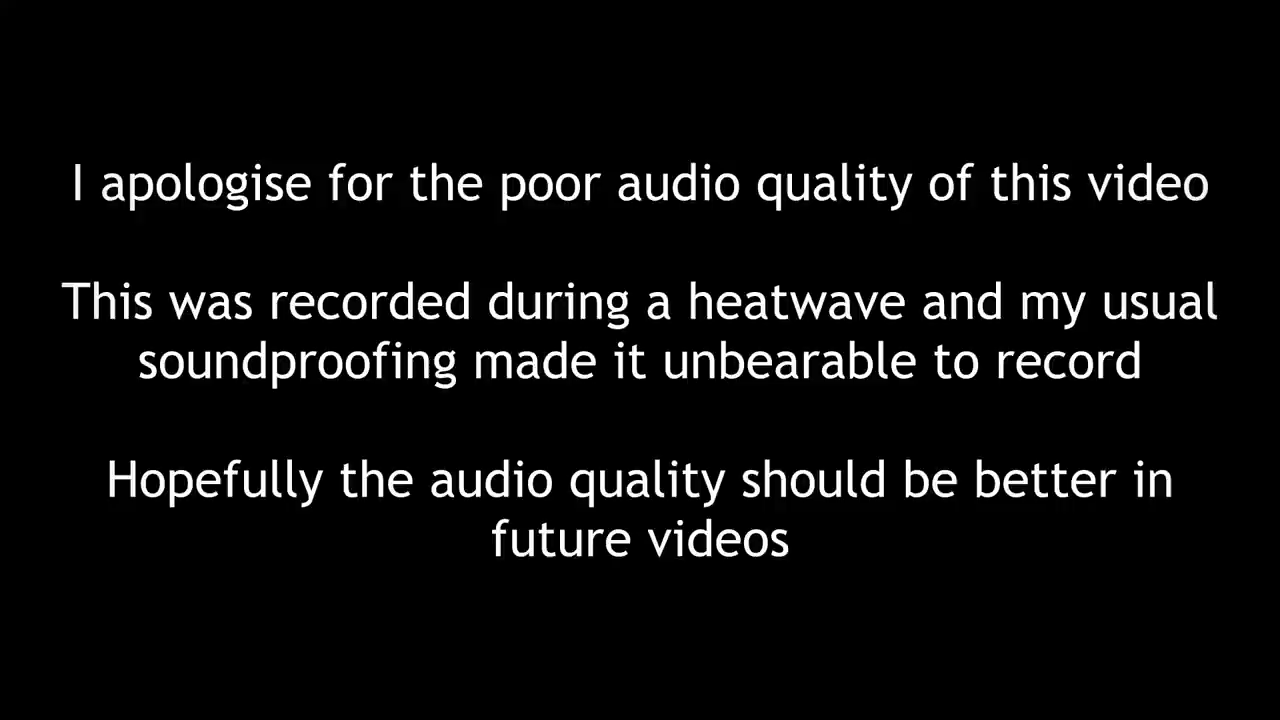 I apologise for the poor audio quality of this video
This was recorded during a heatwave and my usual
soundproofing made it unbearable to record
Hopefully the audio quality should be better in
future videos